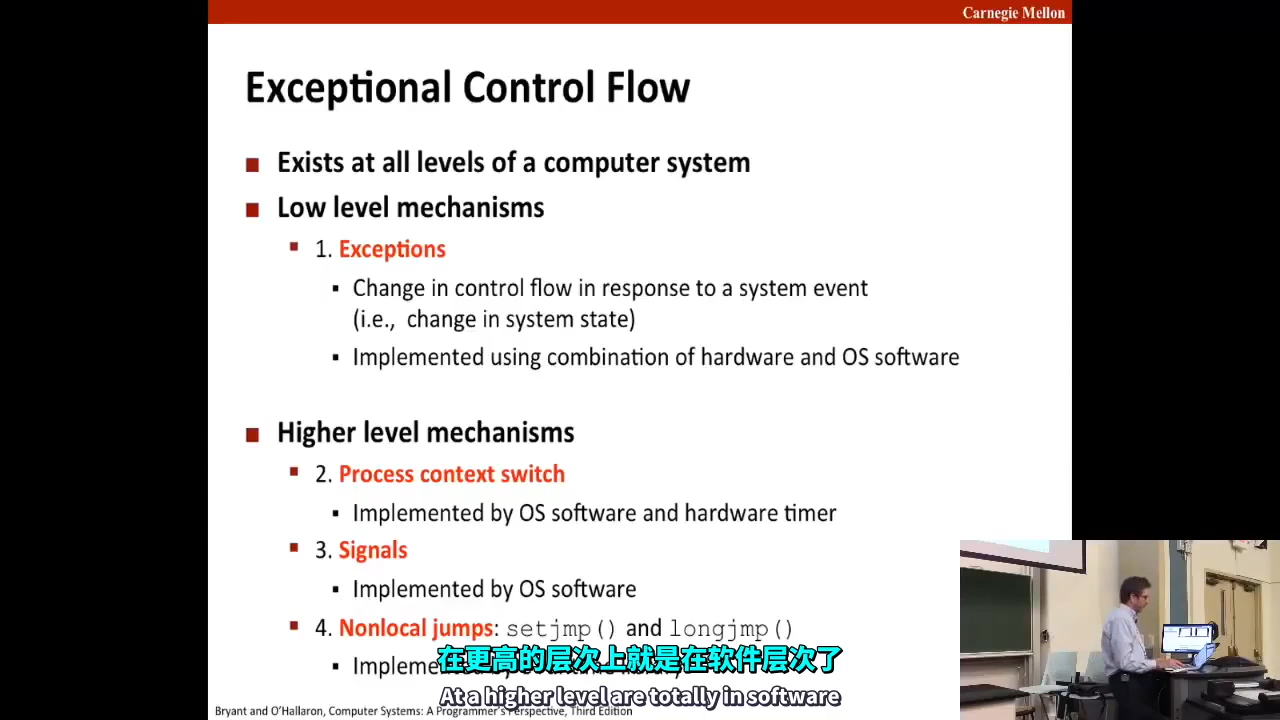 Carnegie Mellon
Exceptional Control Flow
■ Exists at all levels of a computer system
■ Low level mechanisms
▪ 1. Exceptions
▪ Change in control flow in response to a system event
(i.e., change in system state)
▪ Implemented using combination of hardware and OS software
■ Higher level mechanisms
▪ 2. Process context switch
▪ Implemented by OS software and hardware timer
▪ 3. Signals
▪ Implemented by OS software
▪ 4. Nonlocal jumps: setjmp() and longjmp()
在更高的层次上就是在软件层次了
At a higher level are totally in software
Bryant and O'Hallaron, Computer Systems: A Programmer's Perspective, Third Edition